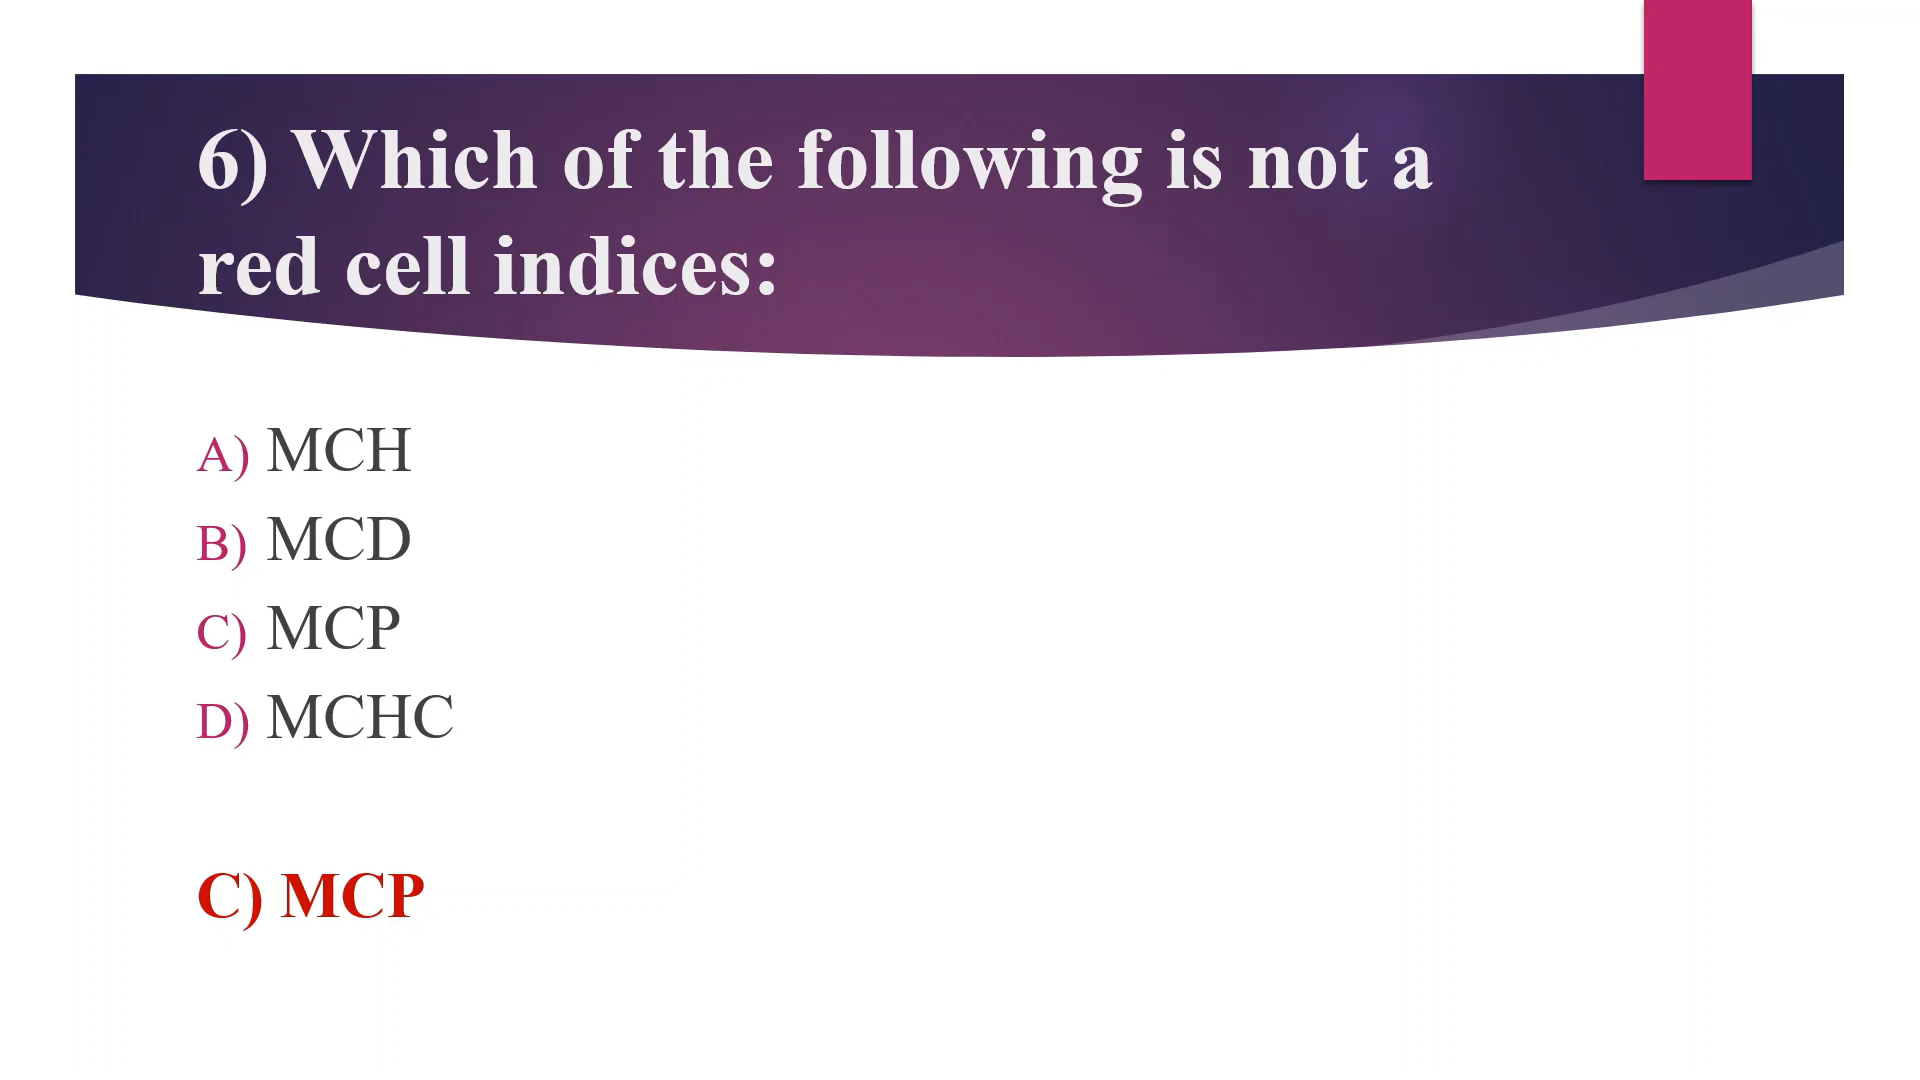 6) Which of the following is not a
red cell indices:
A) MCH
B) MCD
C) MCP
D) MCHC
C) MCP